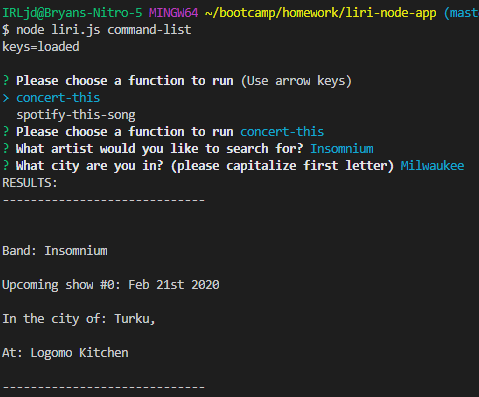 IRLjd@Bryans-Nitro-5 MINGW64 ~/bootcamp/homework/liri-node-app (mast
$ node liri.js command-list
keys=loaded
? Please choose a function to run (Use arrow keys)
> concert-this
spotify-this-song
? Please choose a function to run concert-this
? What artist would you like to search for? Insomnium
? What city are you in? (please capitalize first letter) Milwaukee
RESULTS:
-----------------------------
Band: Insomnium
Upcoming show #0: Feb 21st 2020
In the city of: Turku,
At: Logomo Kitchen
-----------------------------